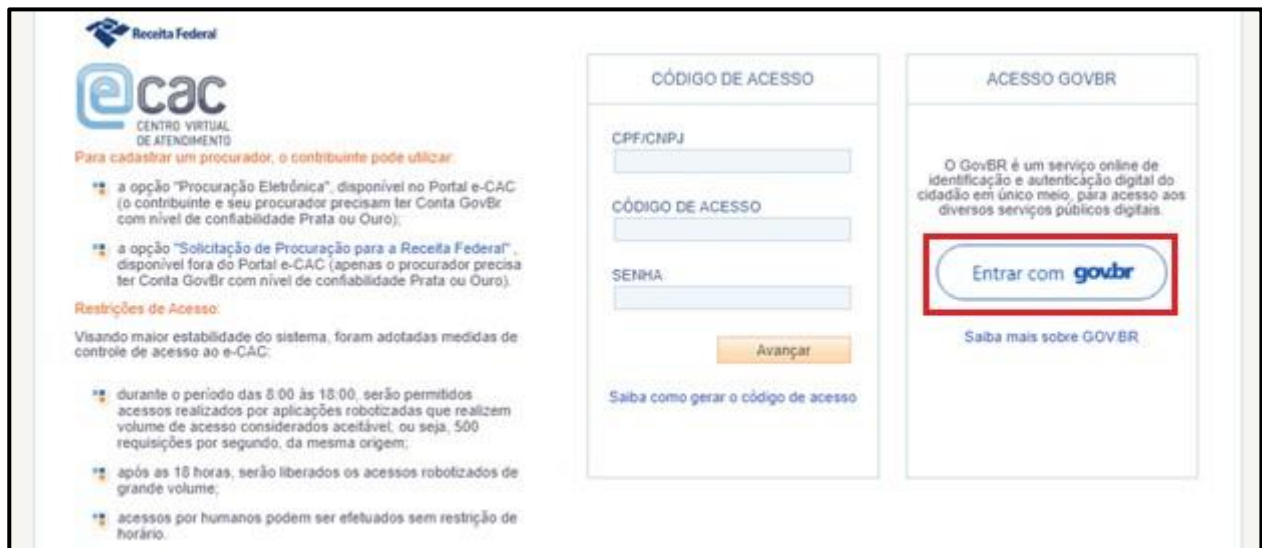 Receita Federal
ecac
CENTRO VIRTUAL
DE ATENDIMENTO
Para cadastrar um procurador, o contribuinte pode utilizar:
a opção "Procuração Eletrônica", disponível no Portal e-CAC
(o contribuinte e seu procurador precisam ter Conta GovBr
com nível de confiabilidade Prata ou Ouro);
a opção "Solicitação de Procuração para a Receita Federal" ,
disponível fora do Portal e-CAC (apenas o procurador precisa
ter Conta GovBr com nível de confiabilidade Prata ou Ouro).
Restrições de Acesso:
Visando maior estabilidade do sistema, foram adotadas medidas de
controle de acesso ao e-CAC:
durante o período das 8:00 às 18:00, serão permitidos
acessos realizados por aplicações robotizadas que realizem
volume de acesso considerados aceitável, ou seja, 500
requisições por segundo, da mesma origem;
após as 18 horas, serão liberados os acessos robotizados de
grande volume;
acessos por humanos podem ser efetuados sem restrição de
horário.
CÓDIGO DE ACESSO
CPF/CNPJ
CÓDIGO DE ACESSO
SENHA
Avançar
Saiba como gerar o código de acesso
ACESSO GOVBR
O GovBR é um serviço online de
identificação e autenticação digital do
cidadão em único meio, para acesso aos
diversos serviços públicos digitais.
Entrar com gov.br
Saiba mais sobre GOV.BR